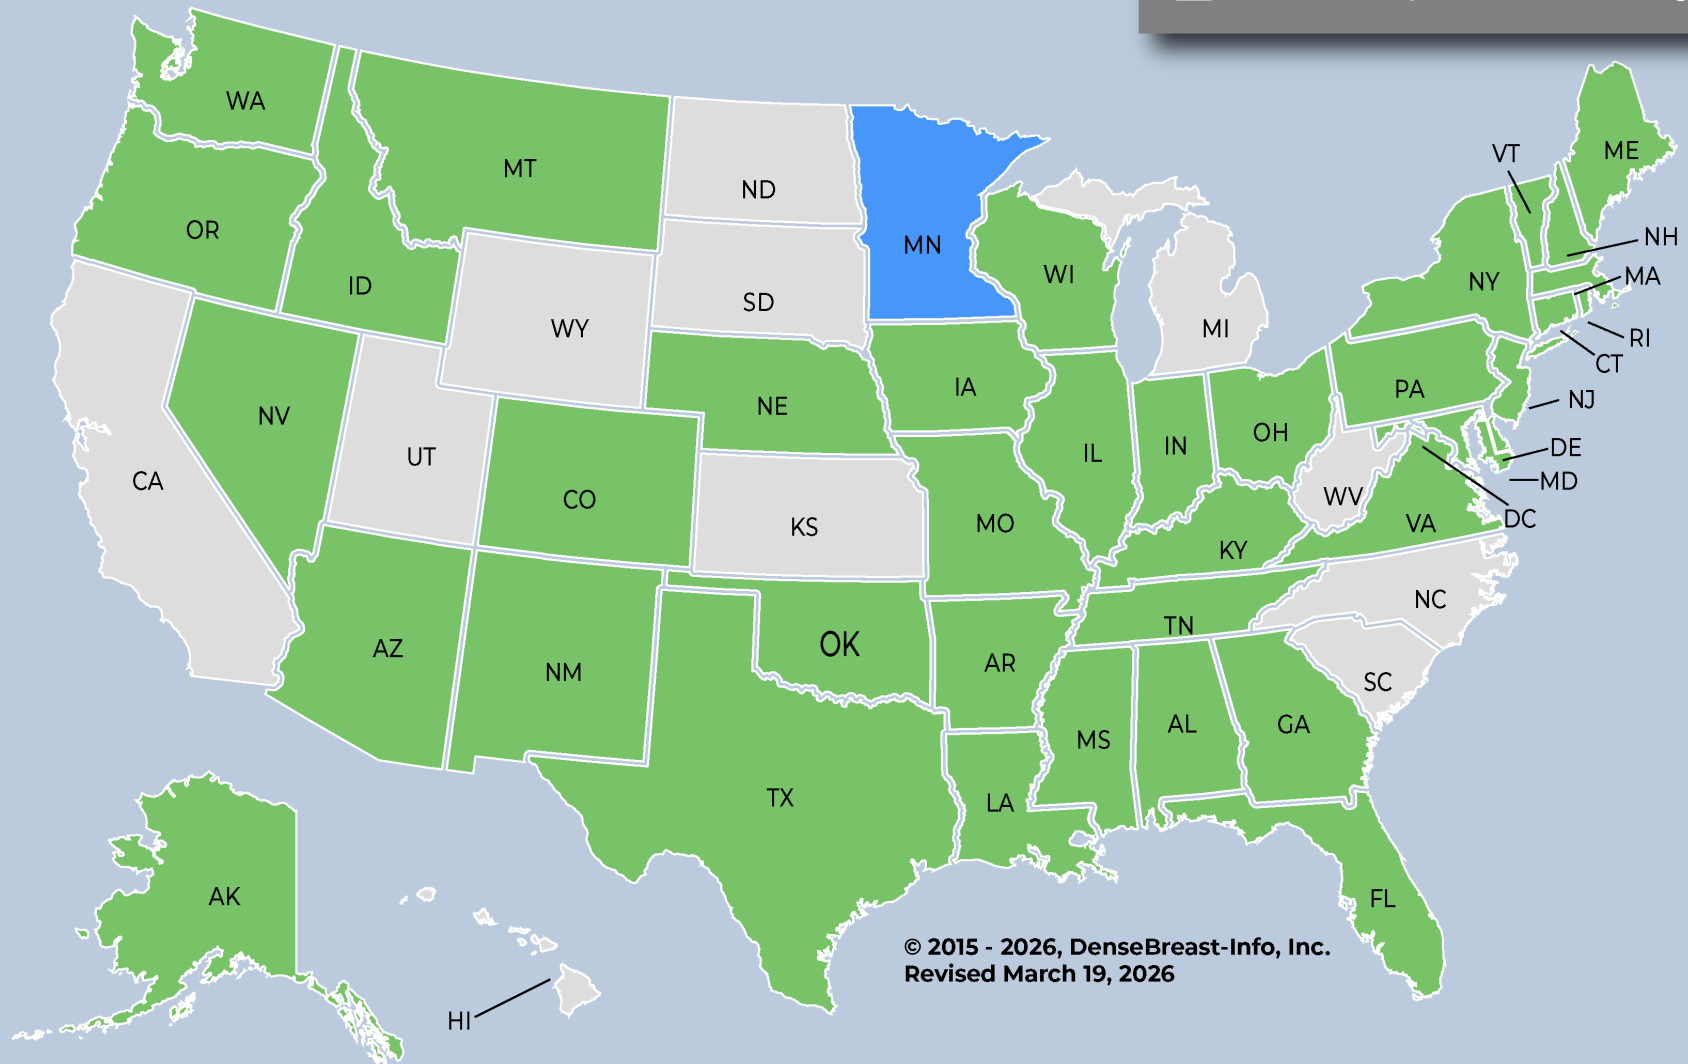 WA
MT
ME
VT
ND
OR
NH
MN
WI
NY
MA
ID
SD
WY
MI
RI
CT
IA
PA
NE
NJ
NV
OH
IL
IN
DE
UT
CA
MD
CO
WV
KS
MO
VA
DC
KY
NC
TN
OK
AZ
AR
NM
SC
AL
GA
MS
TX
LA
AK
FL
© 2015 - 2026, DenseBreast-Info, Inc.
Revised March 19, 2026
HI